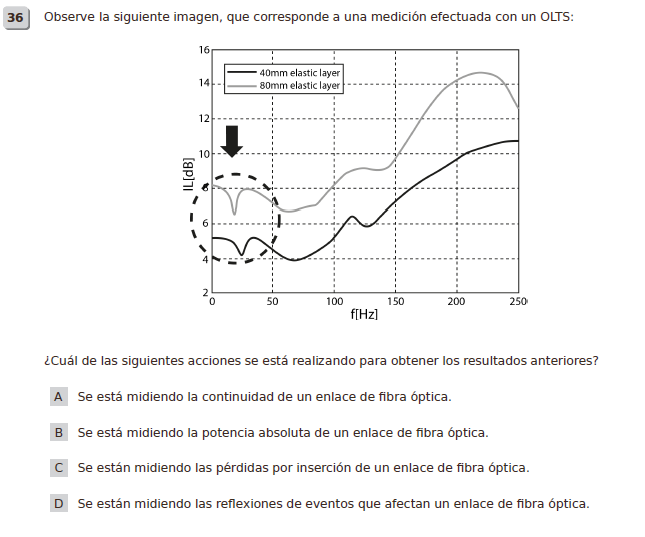 36 Observe la siguiente imagen, que corresponde a una medición efectuada con un OLTS:
16
40mm elastic layer
14
80mm elastic layer
12
10
IL[dB]
8
6
4
2
0 50 100 150 200 250
f[Hz]
¿Cuál de las siguientes acciones se está realizando para obtener los resultados anteriores?
A Se está midiendo la continuidad de un enlace de fibra óptica.
B Se está midiendo la potencia absoluta de un enlace de fibra óptica.
C Se están midiendo las pérdidas por inserción de un enlace de fibra óptica.
D Se están midiendo las reflexiones de eventos que afectan un enlace de fibra óptica.